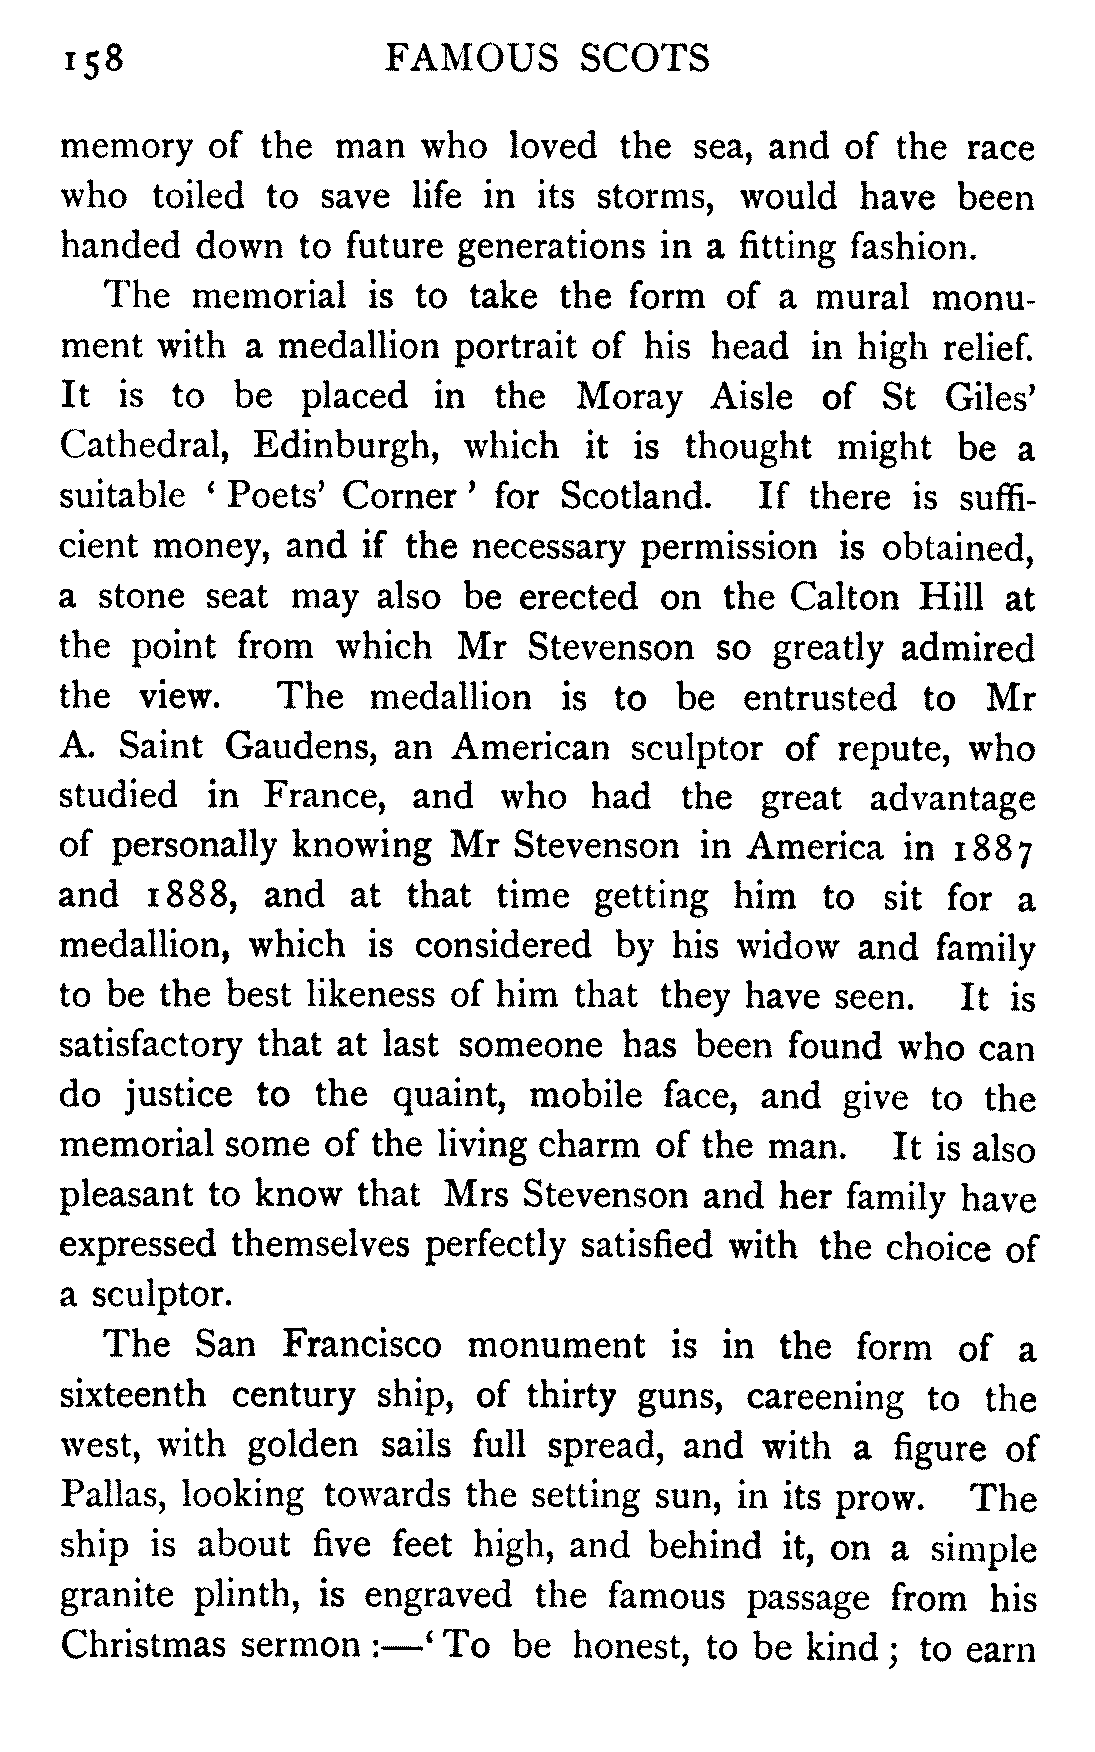 158 FAMOUS SCOTS
memory of the man who loved the sea, and of the race
who toiled to save life in its storms, would have been
handed down to future generations in a fitting fashion.
The memorial is to take the form of a mural monu-
ment with a medallion portrait of his head in high relief.
It is to be placed in the Moray Aisle of St Giles'
Cathedral, Edinburgh, which it is thought might be a
suitable ‘ Poets' Corner ’ for Scotland. If there is suffi-
cient money, and if the necessary permission is obtained,
a stone seat may also be erected on the Calton Hill at
the point from which Mr Stevenson so greatly admired
the view. The medallion is to be entrusted to Mr
A. Saint Gaudens, an American sculptor of repute, who
studied in France, and who had the great advantage
of personally knowing Mr Stevenson in America in 1887
and 1888, and at that time getting him to sit for a
medallion, which is considered by his widow and family
to be the best likeness of him that they have seen. It is
satisfactory that at last someone has been found who can
do justice to the quaint, mobile face, and give to the
memorial some of the living charm of the man. It is also
pleasant to know that Mrs Stevenson and her family have
expressed themselves perfectly satisfied with the choice of
a sculptor.
The San Francisco monument is in the form of a
sixteenth century ship, of thirty guns, careening to the
west, with golden sails full spread, and with a figure of
Pallas, looking towards the setting sun, in its prow. The
ship is about five feet high, and behind it, on a simple
granite plinth, is engraved the famous passage from his
Christmas sermon :—‘ To be honest, to be kind ; to earn